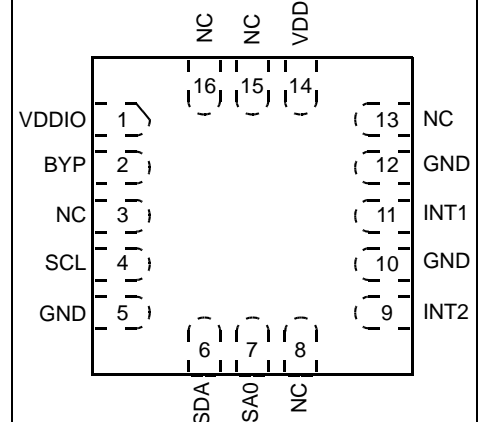 NC NC VDD
16 15 14
VDDIO 1 13 NC
BYP 2 12 GND
NC 3 11 INT1
SCL 4 10 GND
GND 5 9 INT2
6 7 8
SDA SA0 NC